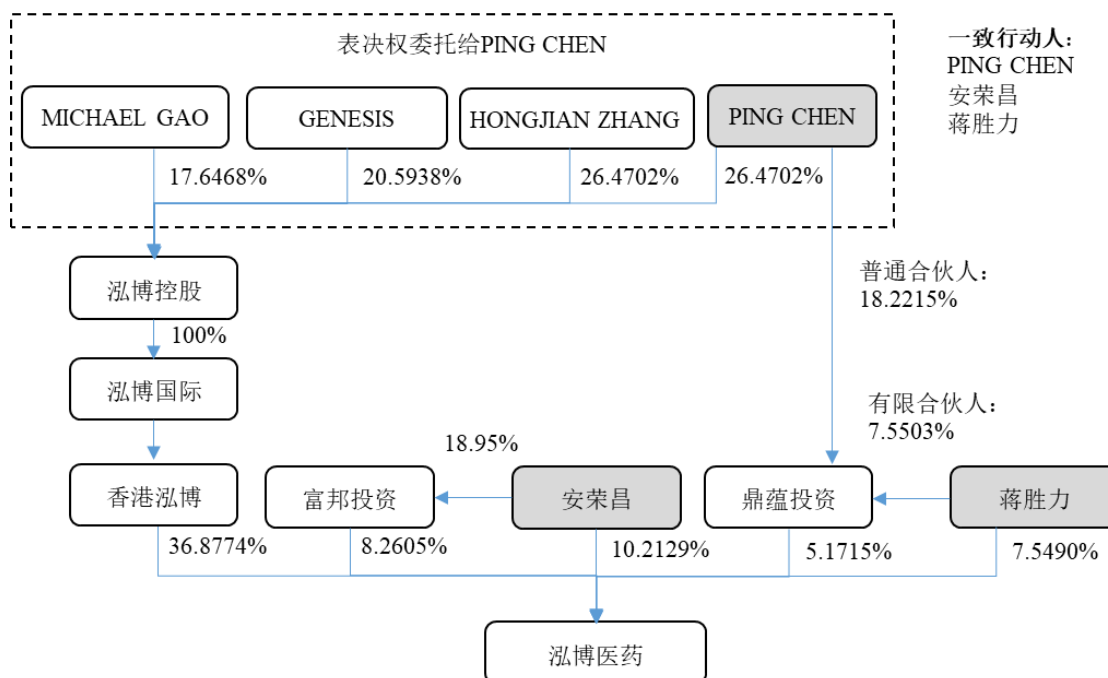 表决权委托给PING CHEN
一致行动人：
PING CHEN
安荣昌
蒋胜力
MICHAEL GAO
GENESIS
HONGJIAN ZHANG
PING CHEN
17.6468%
20.5938%
26.4702%
26.4702%
泓博控股
普通合伙人：
18.2215%
100%
泓博国际
有限合伙人：
7.5503%
18.95%
香港泓博
富邦投资
安荣昌
鼎蕴投资
蒋胜力
36.8774%
8.2605%
10.2129%
5.1715%
7.5490%
泓博医药